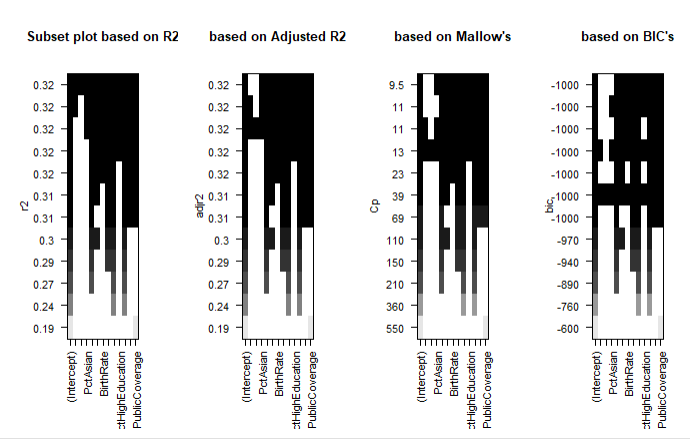 Subset plot based on R2
0.32
0.32
0.32
0.32
0.32
0.31
0.31
0.3
0.29
0.27
0.24
0.19
r2
(Intercept)
PctAsian
BirthRate
ctHighEducation
PublicCoverage
based on Adjusted R2
0.32
0.32
0.32
0.32
0.32
0.31
0.31
0.3
0.29
0.27
0.24
0.19
adjr2
(Intercept)
PctAsian
BirthRate
ctHighEducation
PublicCoverage
based on Mallow's
9.5
11
11
13
23
39
69
110
150
210
360
550
Cp
(Intercept)
PctAsian
BirthRate
ctHighEducation
PublicCoverage
based on BIC's
-1000
-1000
-1000
-1000
-1000
-1000
-1000
-970
-940
-890
-760
-600
bic
(Intercept)
PctAsian
BirthRate
ctHighEducation
PublicCoverage